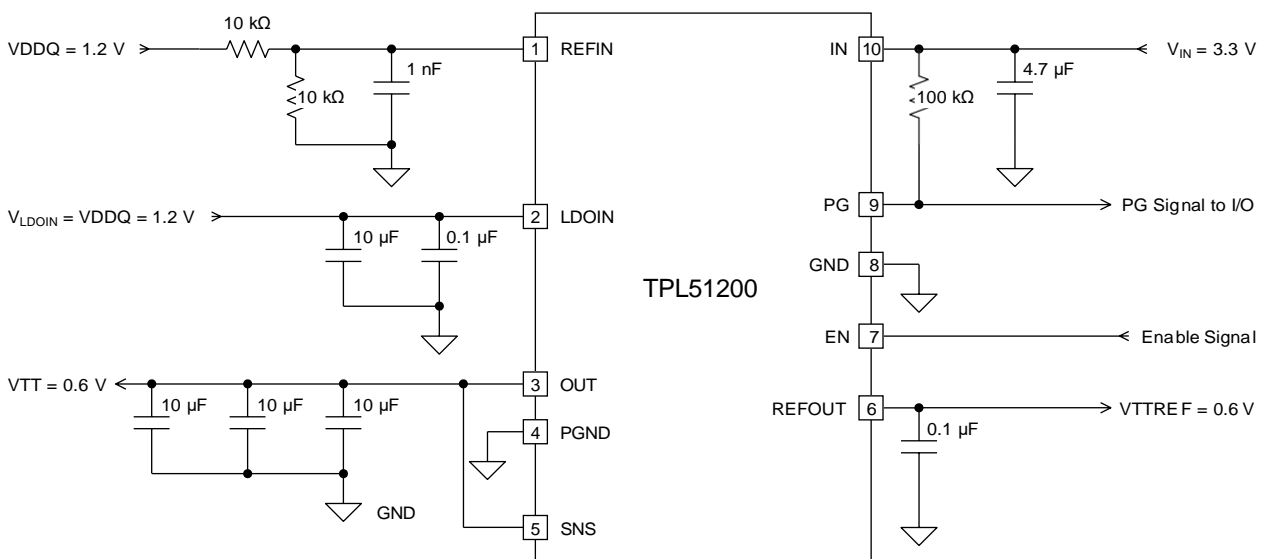 10 kΩ
VDDQ = 1.2 V
1 REFIN
1 nF
10 kΩ
V_LDOIN = VDDQ = 1.2 V
2 LDOIN
10 µF
0.1 µF
VTT = 0.6 V
3 OUT
10 µF
10 µF
10 µF
4 PGND
GND
5 SNS
TPL51200
IN 10
V_IN = 3.3 V
4.7 µF
100 kΩ
PG 9
PG Signal to I/O
GND 8
EN 7
Enable Signal
REFOUT 6
VTTREF = 0.6 V
0.1 µF